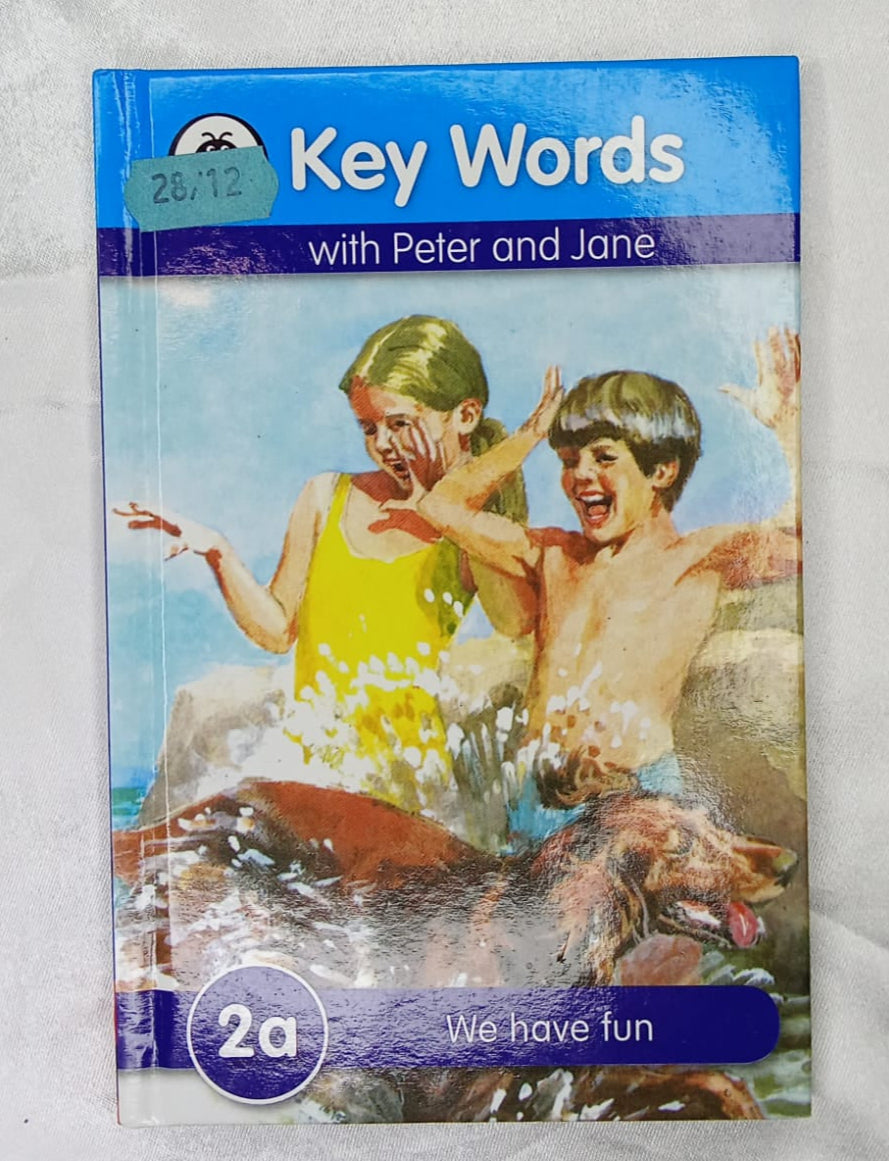 28/12
Key Words
with Peter and Jane
2a
We have fun